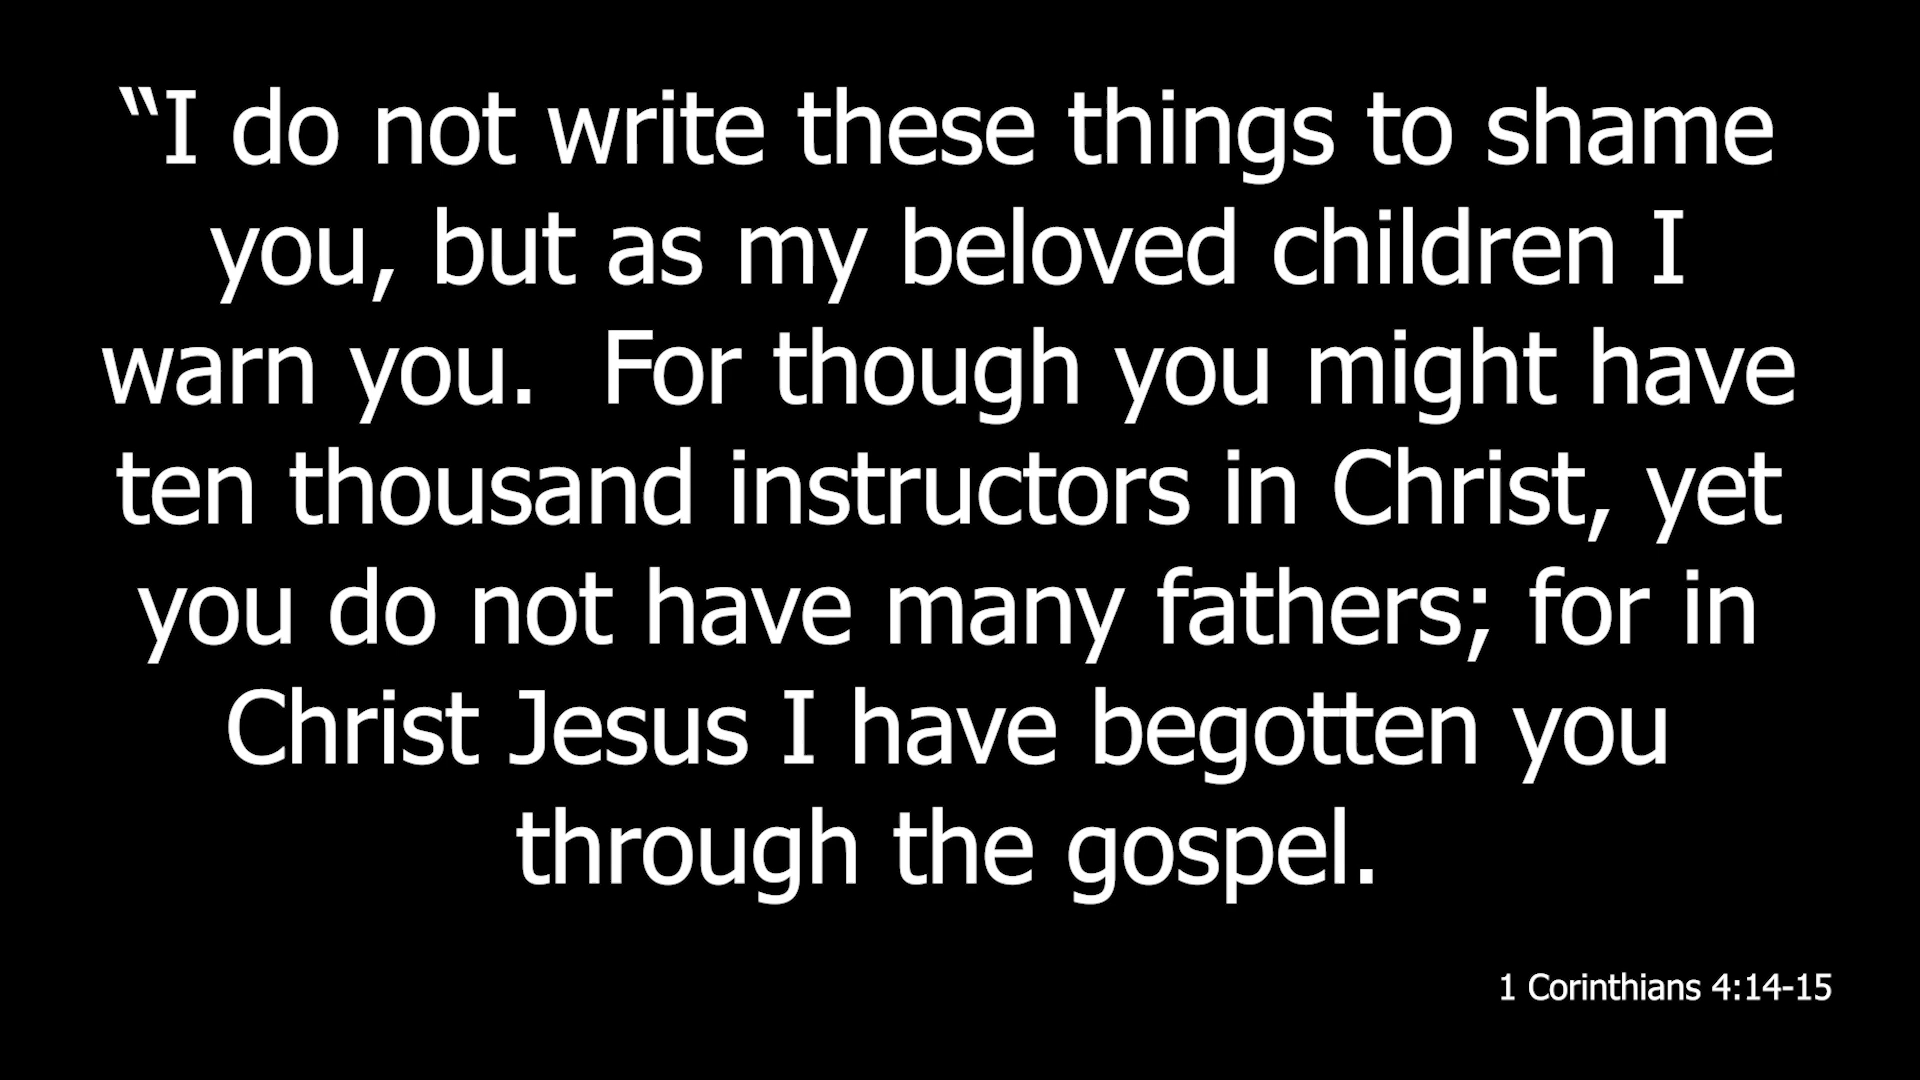 “I do not write these things to shame
you, but as my beloved children I
warn you.  For though you might have
ten thousand instructors in Christ, yet
you do not have many fathers; for in
Christ Jesus I have begotten you
through the gospel.
1 Corinthians 4:14-15